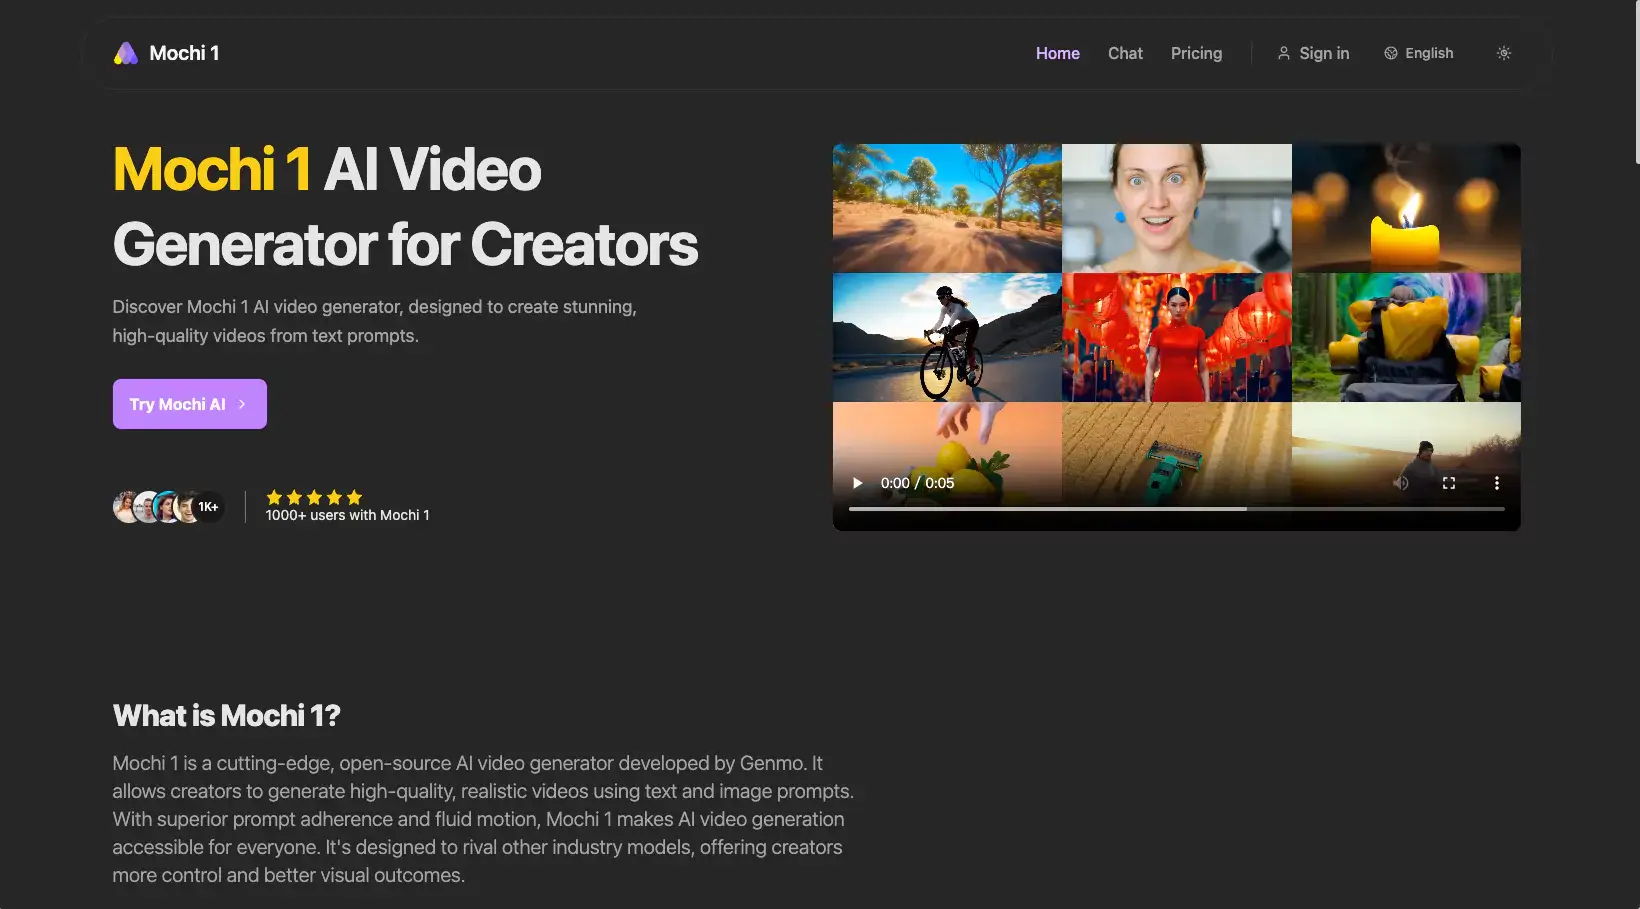 Mochi 1
Home
Chat
Pricing
Sign in
English
Mochi 1 AI Video
Generator for Creators
Discover Mochi 1 AI video generator, designed to create stunning,
high-quality videos from text prompts.
Try Mochi AI
1K+
1000+ users with Mochi 1
0:00 / 0:05
What is Mochi 1?
Mochi 1 is a cutting-edge, open-source AI video generator developed by Genmo. It
allows creators to generate high-quality, realistic videos using text and image prompts.
With superior prompt adherence and fluid motion, Mochi 1 makes AI video generation
accessible for everyone. It's designed to rival other industry models, offering creators
more control and better visual outcomes.